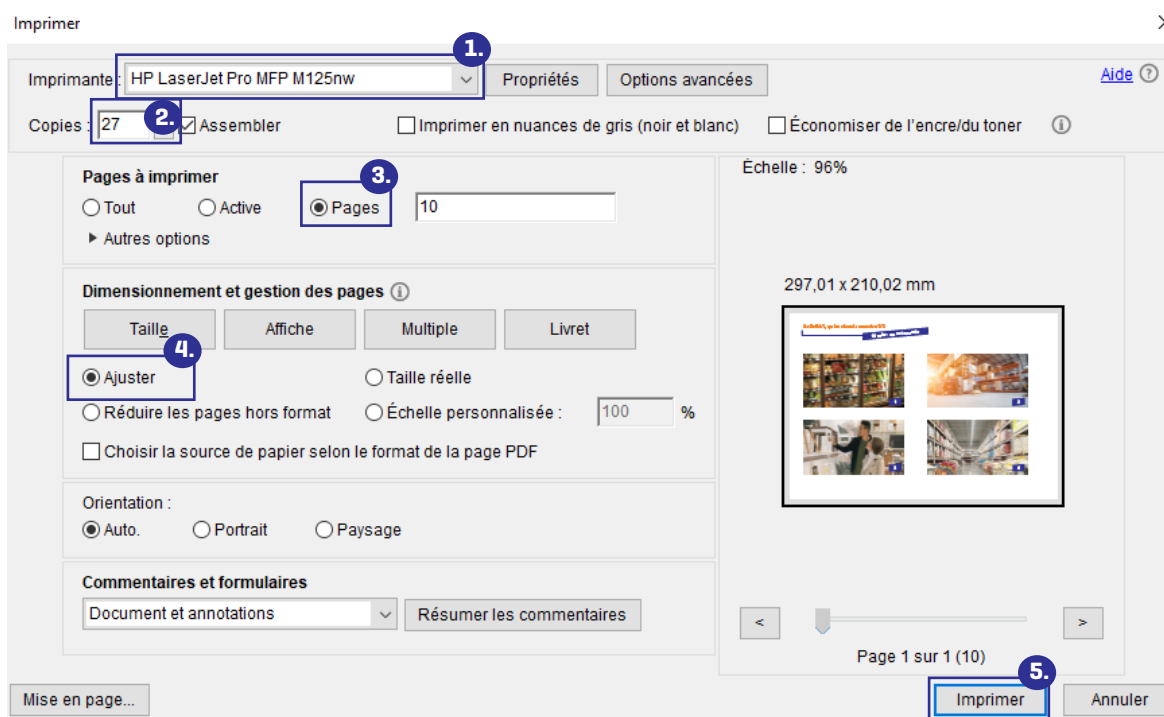 Imprimer
1.
Imprimante : HP LaserJet Pro MFP M125nw Propriétés Options avancées Aide
Copies : 27 2. Assembler Imprimer en nuances de gris (noir et blanc) Économiser de l'encre/du toner
Pages à imprimer 3.
Tout Active Pages 10
Autres options
Dimensionnement et gestion des pages
Taille Affiche Multiple Livret
4.
Ajuster Taille réelle
Réduire les pages hors format Échelle personnalisée : 100 %
Choisir la source de papier selon le format de la page PDF
Orientation :
Auto. Portrait Paysage
Commentaires et formulaires
Document et annotations Résumer les commentaires
Échelle : 96%
297,01 x 210,02 mm
< >
Page 1 sur 1 (10)
5.
Mise en page... Imprimer Annuler